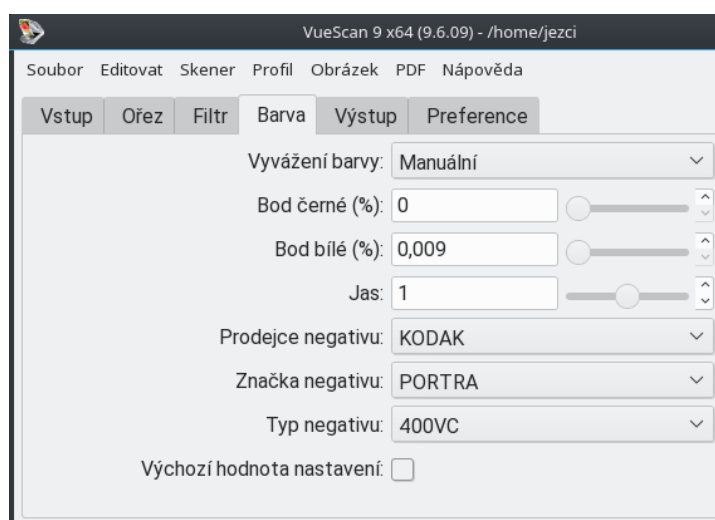 VueScan 9 x64 (9.6.09) - /home/jezci
Soubor Editovat Skener Profil Obrázek PDF Nápověda
Vstup Ořez Filtr Barva Výstup Preference
Vyvážení barvy: Manuální
Bod černé (%): 0
Bod bílé (%): 0,009
Jas: 1
Prodejce negativu: KODAK
Značka negativu: PORTRA
Typ negativu: 400VC
Výchozí hodnota nastavení: